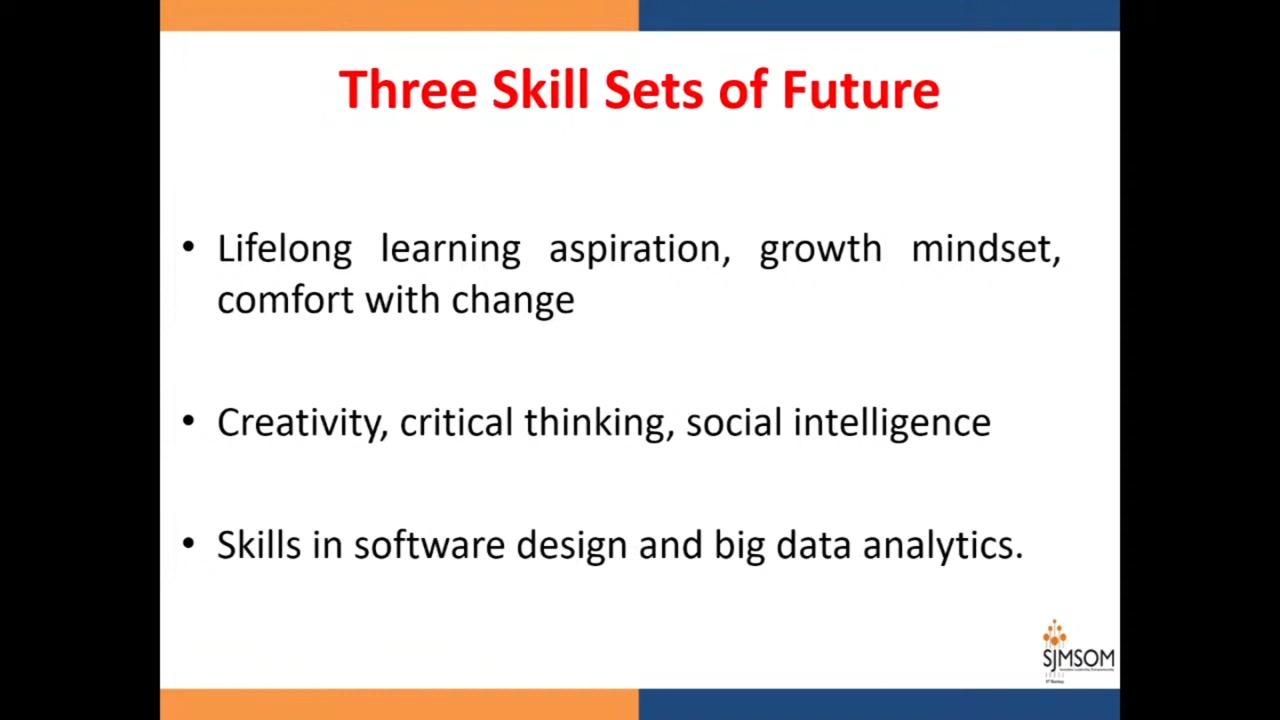 Three Skill Sets of Future
• Lifelong learning aspiration, growth mindset,
comfort with change
• Creativity, critical thinking, social intelligence
• Skills in software design and big data analytics.
SJMSOM